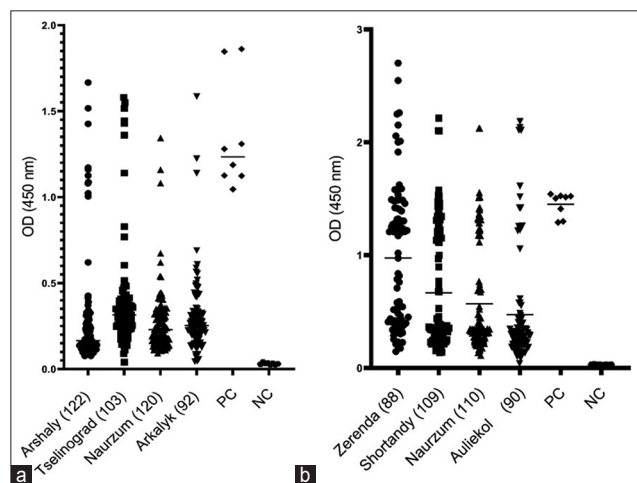 2.0
1.5
1.0
0.5
0.0
OD (450 nm)
Arshaly (122)
Tselinograd (103)
Naurzum (120)
Arkalyk (92)
PC
NC
a
3
2
1
0
OD (450 nm)
Zerenda (88)
Shortandy (109)
Naurzum (110)
Auliekol (90)
PC
NC
b